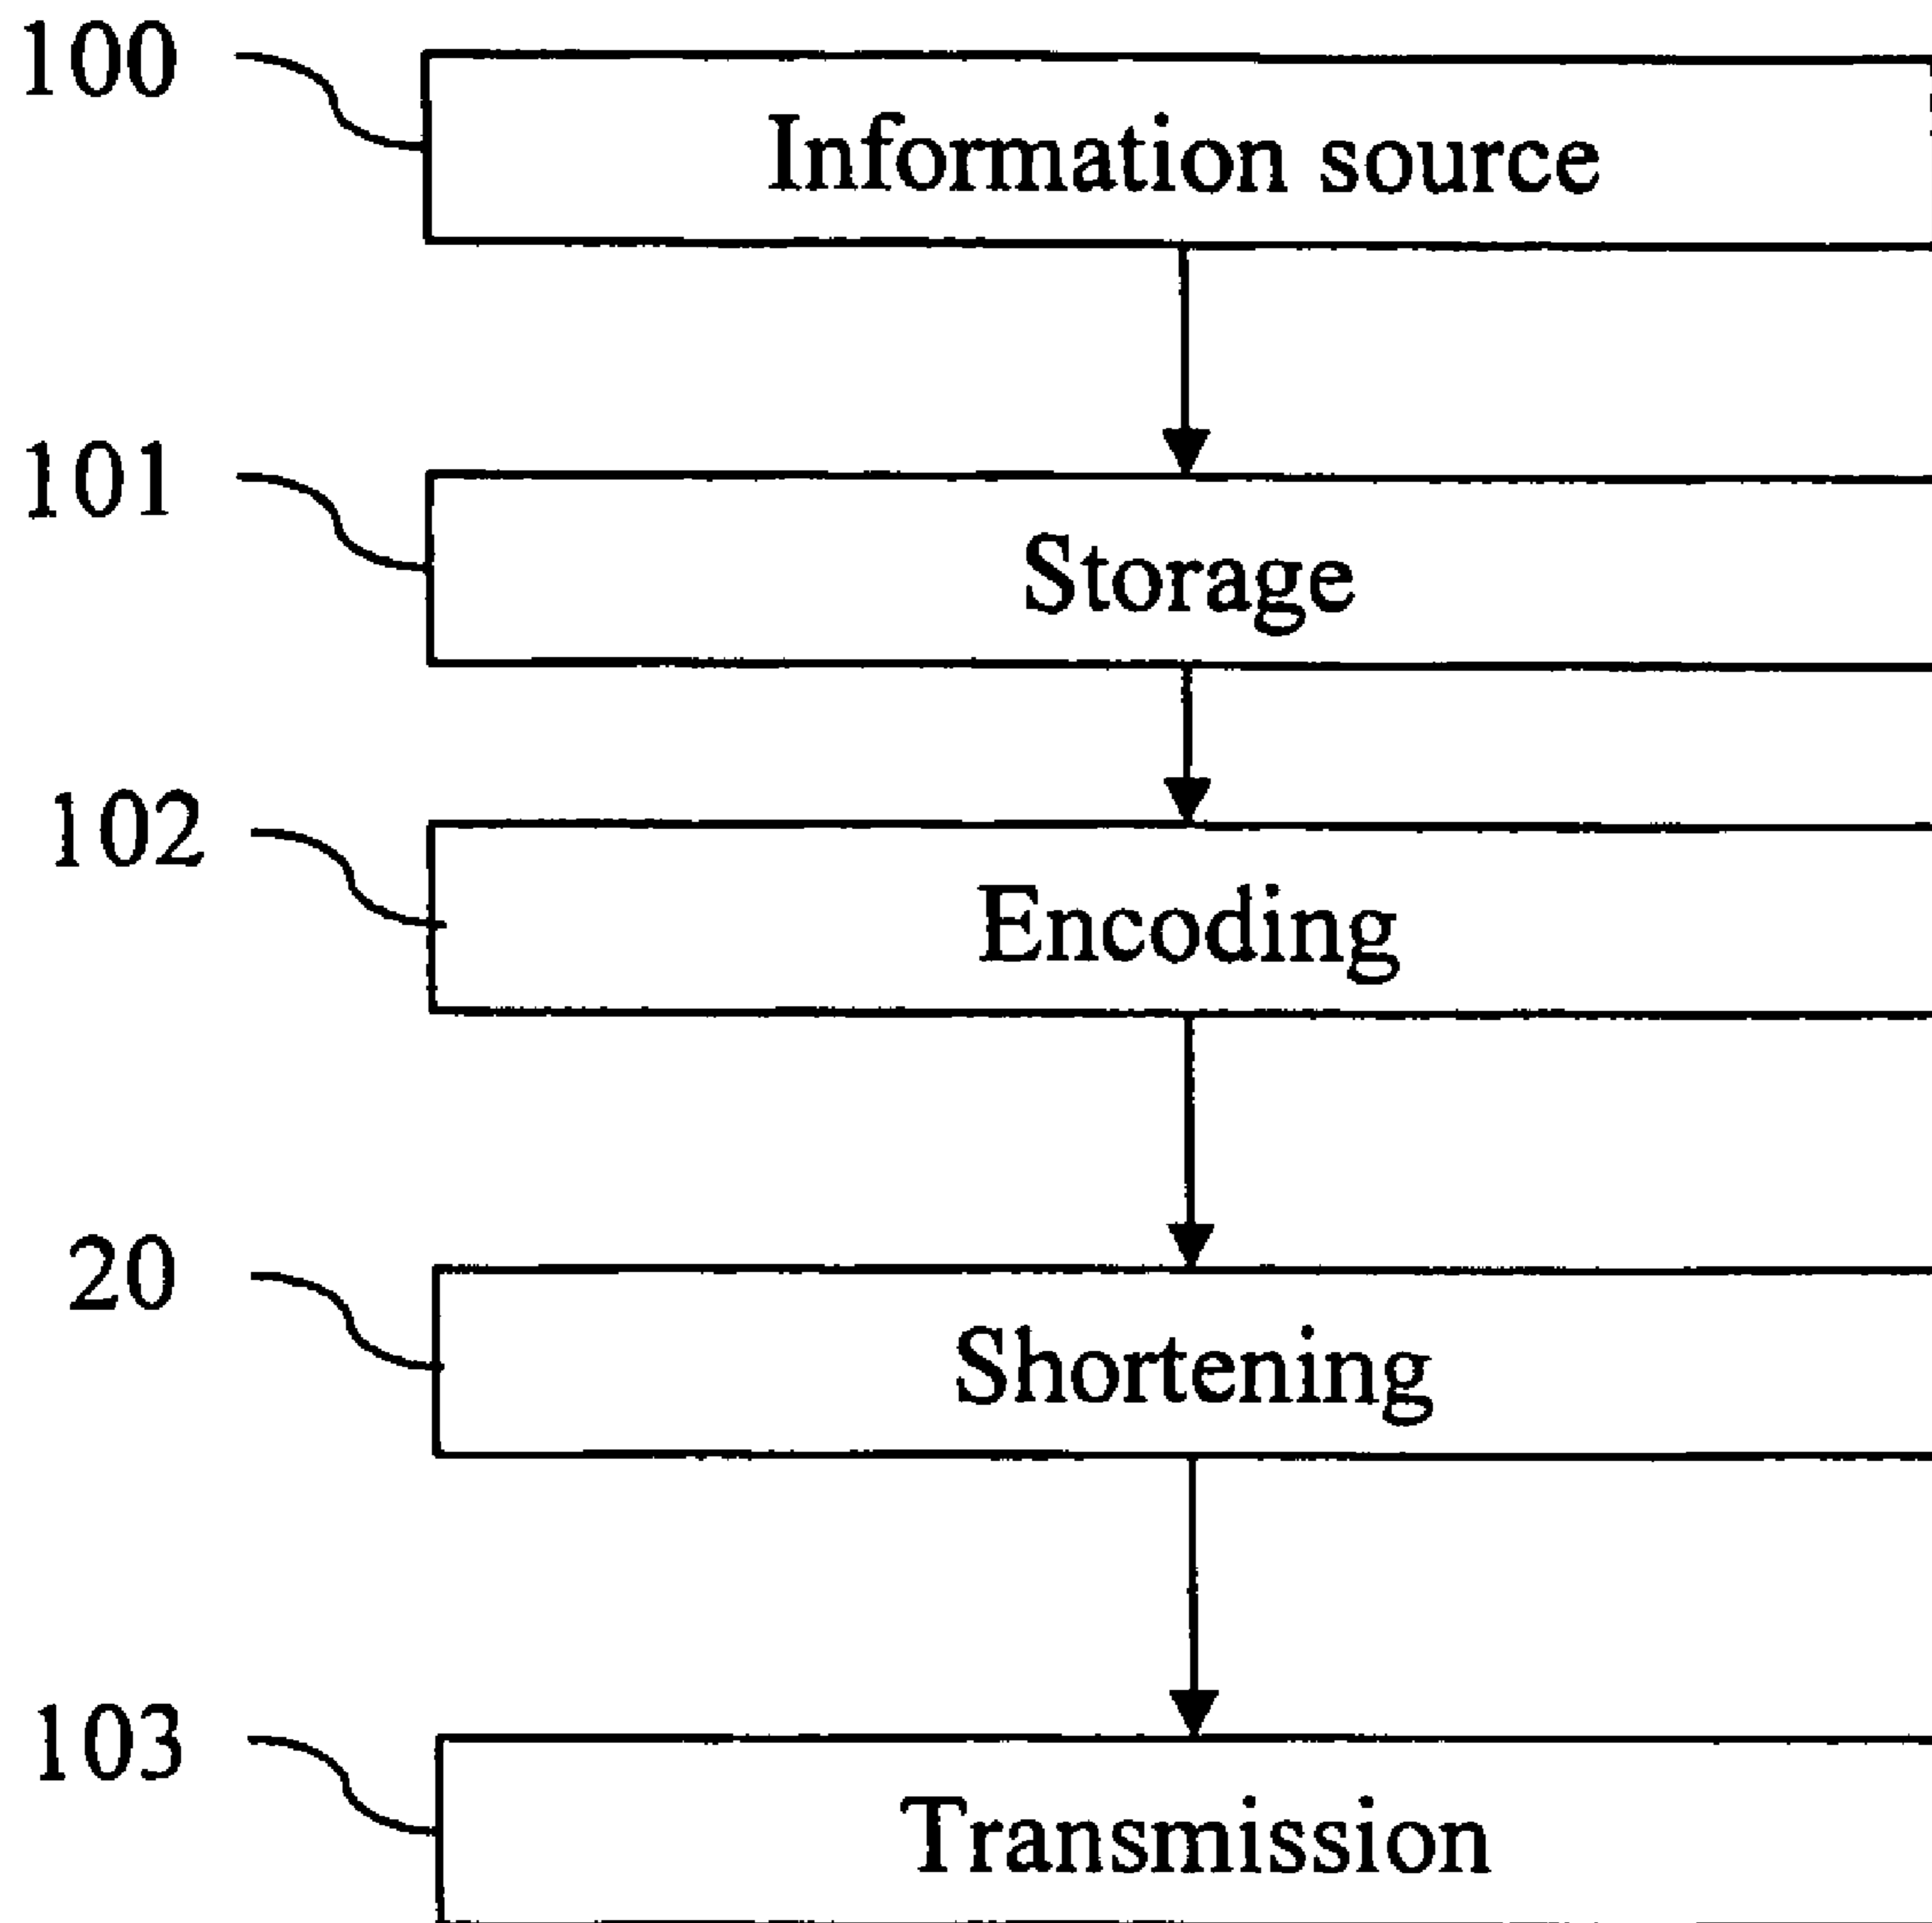 100
Information source
101
Storage
102
Encoding
20
Shortening
103
Transmission